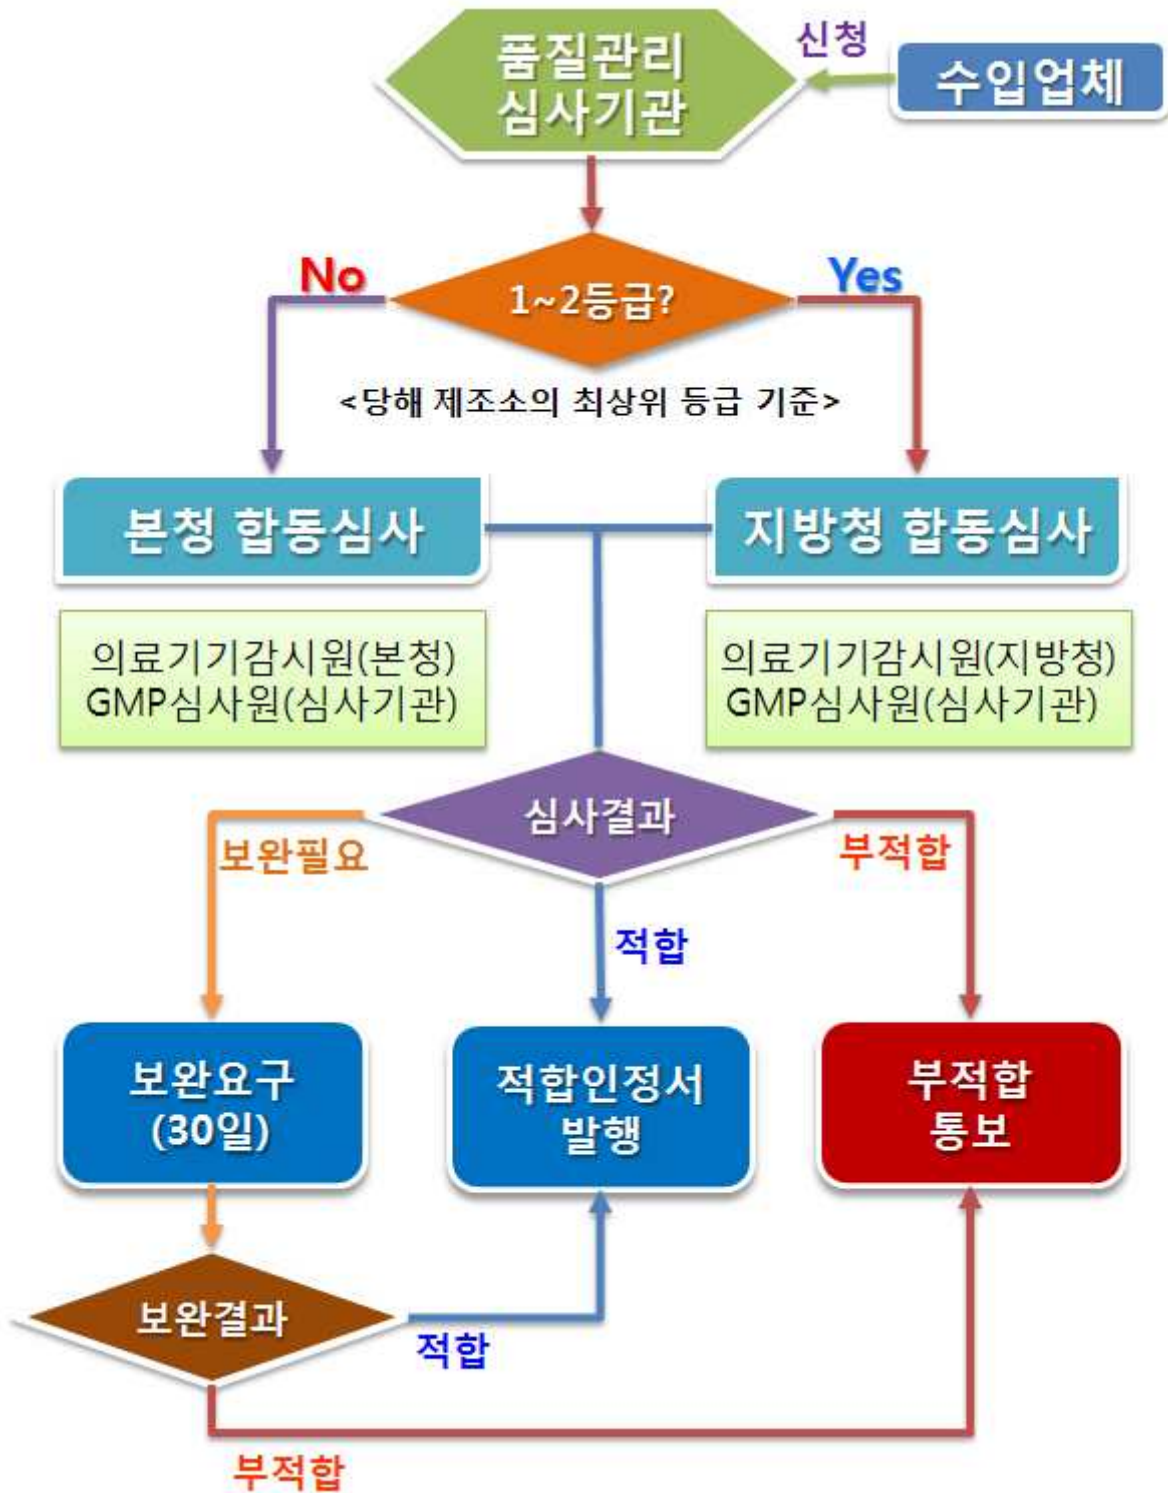 품질관리
심사기관
신청
수입업체
No
1~2등급?
Yes
<당해 제조소의 최상위 등급 기준>
본청 합동심사
지방청 합동심사
의료기기감시원(본청)
GMP심사원(심사기관)
의료기기감시원(지방청)
GMP심사원(심사기관)
심사결과
보완필요
부적합
적합
보완요구
(30일)
적합인정서
발행
부적합
통보
보완결과
적합
부적합